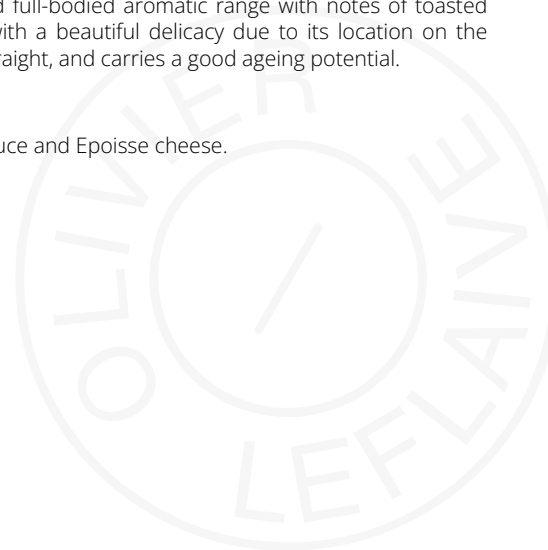 full-bodied aromatic range with notes of toasted
with a beautiful delicacy due to its location on the
raight, and carries a good ageing potential.
uce and Epoisse cheese.
OLIVIER
LEFLAIVE